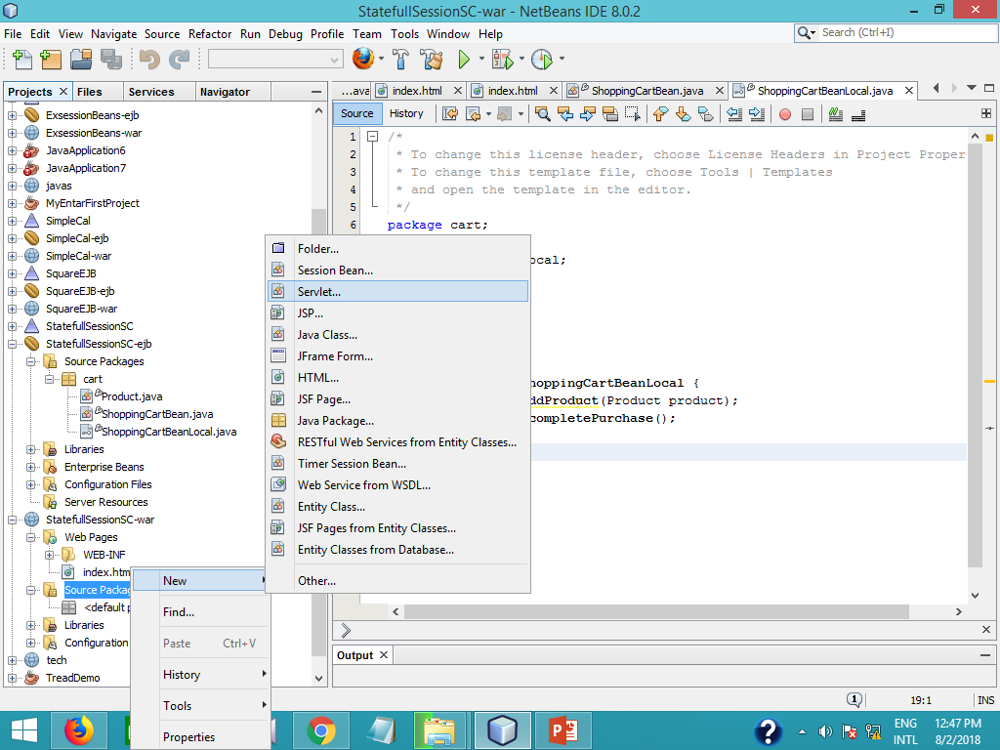 StatefullSessionSC-war - NetBeans IDE 8.0.2
File Edit View Navigate Source Refactor Run Debug Profile Team Tools Window Help
Search (Ctrl+I)
Projects Files Services Navigator
...ava index.html index.html ShoppingCartBean.java ShoppingCartBeanLocal.java
Source History
ExsessionBeans-ejb
ExsessionBeans-war
JavaApplication6
JavaApplication7
javas
MyEntarFirstProject
SimpleCal
SimpleCal-ejb
SimpleCal-war
SquareEJB
SquareEJB-ejb
SquareEJB-war
StatefullSessionSC
StatefullSessionSC-ejb
Source Packages
cart
Product.java
ShoppingCartBean.java
ShoppingCartBeanLocal.java
Libraries
Enterprise Beans
Configuration Files
Server Resources
StatefullSessionSC-war
Web Pages
WEB-INF
index.htm
Source Packag
<default p
Libraries
Configuration
tech
TreadDemo
1 /*
2 * To change this license header, choose License Headers in Project Proper
3 * To change this template file, choose Tools | Templates
4 * and open the template in the editor.
5 */
6 package cart;
ocal;
hoppingCartBeanLocal {
ddProduct(Product product);
completePurchase();
Folder...
Session Bean...
Servlet...
JSP...
Java Class...
JFrame Form...
HTML...
JSF Page...
Java Package...
RESTful Web Services from Entity Classes...
Timer Session Bean...
Web Service from WSDL...
Entity Class...
JSF Pages from Entity Classes...
Entity Classes from Database...
Other...
New
Find...
Paste Ctrl+V
History
Tools
Properties
Output
1 19:1 INS
ENG
INTL
12:47 PM
8/2/2018